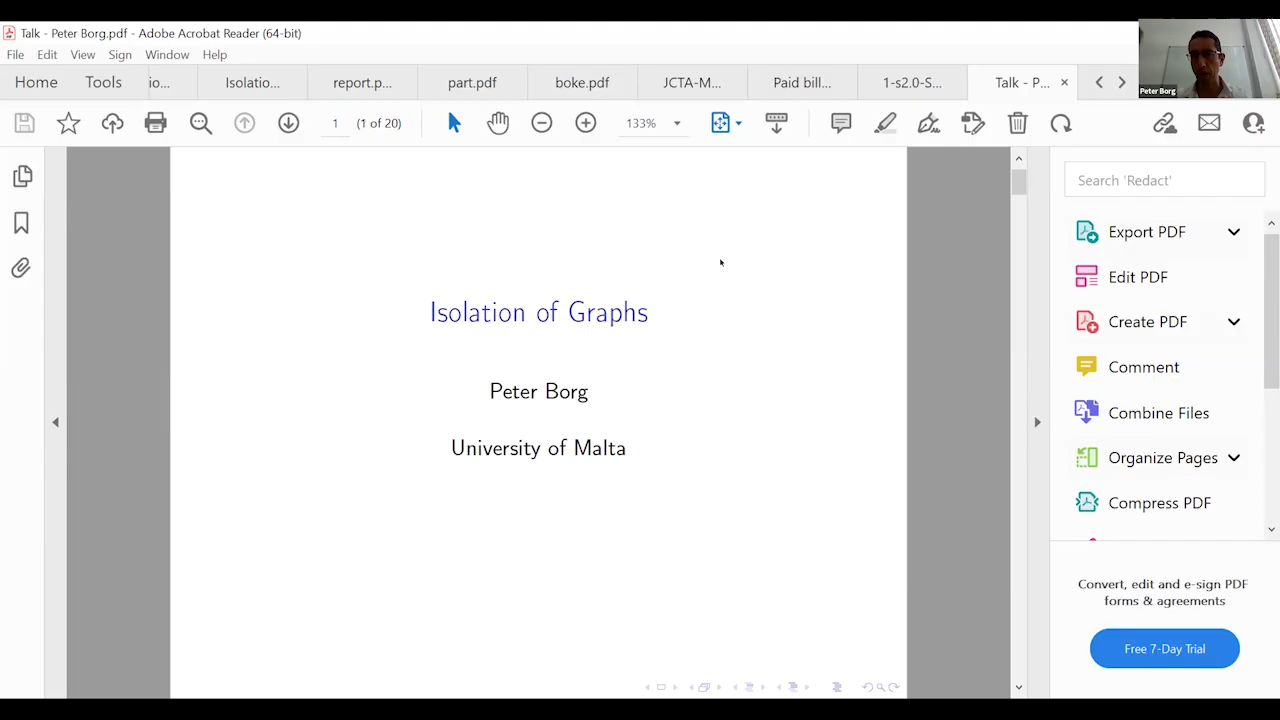 Talk - Peter Borg.pdf - Adobe Acrobat Reader (64-bit)
File Edit View Sign Window Help
Home Tools io... Isolatio... report.p... part.pdf boke.pdf JCTA-M... Paid bill... 1-s2.0-S... Talk - P... ×
Peter Borg
1 (1 of 20) 133%
Search 'Redact'
Export PDF
Edit PDF
Create PDF
Comment
Combine Files
Organize Pages
Compress PDF
Convert, edit and e-sign PDF
forms & agreements
Free 7-Day Trial
Isolation of Graphs
Peter Borg
University of Malta